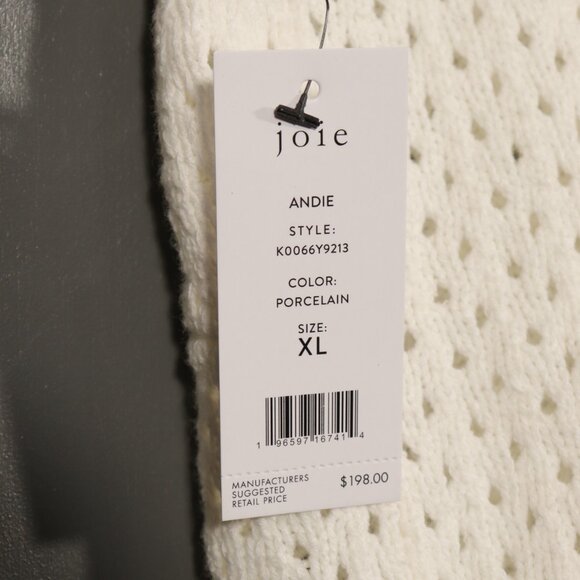 joie
ANDIE
STYLE:
K0066Y9213
COLOR:
PORCELAIN
SIZE:
XL
1 96597 16741 4
MANUFACTURERS
SUGGESTED
RETAIL PRICE
$198.00